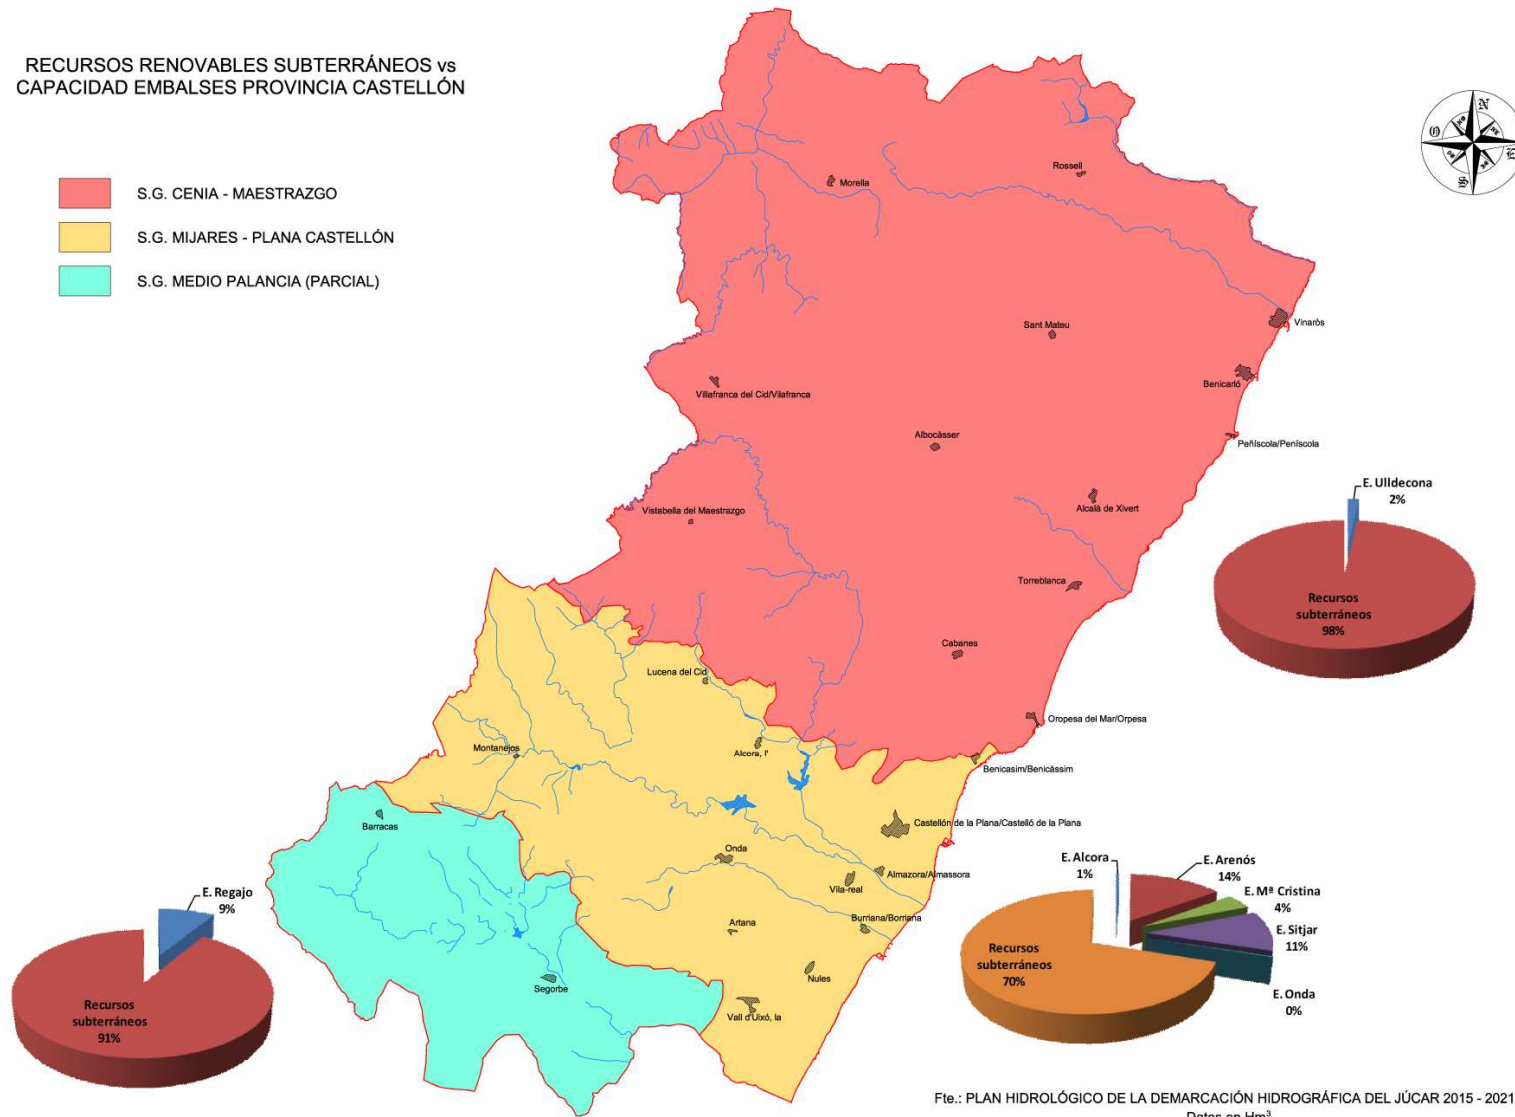 RECURSOS RENOVABLES SUBTERRÁNEOS vs
CAPACIDAD EMBALSES PROVINCIA CASTELLÓN
S.G. CENIA - MAESTRAZGO
S.G. MIJARES - PLANA CASTELLÓN
S.G. MEDIO PALANCIA (PARCIAL)
N
O
E
S
Morella
Rossell
Sant Mateu
Vinaròs
Villafranca del Cid/Vilafranca
Benicarló
Albocàsser
Peñíscola/Peníscola
Vistabella del Maestrazgo
Alcalà de Xivert
Torreblanca
Cabanes
Lucena del Cid
Oropesa del Mar/Orpesa
Montanejos
Alcora, l'
Benicasim/Benicàssim
Barracas
Castellón de la Plana/Castelló de la Plana
Onda
Almazora/Almassora
Vila-real
Artana
Burriana/Borriana
Nules
Segorbe
Vall d'Uixó, la
E. Ulldecona
2%
Recursos
subterráneos
98%
E. Regajo
9%
Recursos
subterráneos
91%
E. Alcora
1%
E. Arenós
14%
E. Mª Cristina
4%
E. Sitjar
11%
E. Onda
0%
Recursos
subterráneos
70%
Fte.: PLAN HIDROLÓGICO DE LA DEMARCACIÓN HIDROGRÁFICA DEL JÚCAR 2015 - 2021
Datos en Hm³